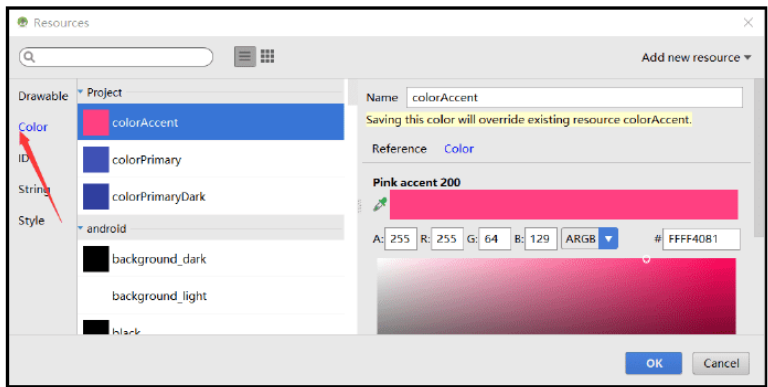 Resources
Add new resource
Drawable
Color
ID
String
Style
Project
colorAccent
colorPrimary
colorPrimaryDark
android
background_dark
background_light
black
Name colorAccent
Saving this color will override existing resource colorAccent.
Reference Color
Pink accent 200
A: 255 R: 255 G: 64 B: 129 ARGB # FFFF4081
OK Cancel